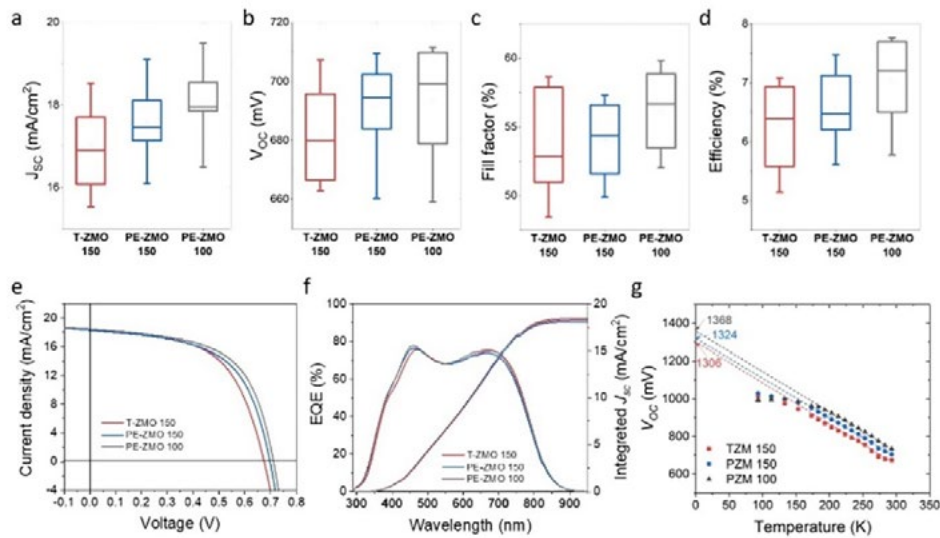 a
20
18
16
J_SC (mA/cm²)
T-ZMO 150
PE-ZMO 150
PE-ZMO 100
b
720
700
680
660
V_OC (mV)
T-ZMO 150
PE-ZMO 150
PE-ZMO 100
c
60
55
50
Fill factor (%)
T-ZMO 150
PE-ZMO 150
PE-ZMO 100
d
8
7
6
5
Efficiency (%)
T-ZMO 150
PE-ZMO 150
PE-ZMO 100
e
24
20
16
12
8
4
0
-4
Current density (mA/cm²)
T-ZMO 150
PE-ZMO 150
PE-ZMO 100
-0.1 0.0 0.1 0.2 0.3 0.4 0.5 0.6 0.7 0.8
Voltage (V)
f
100
80
60
40
20
0
EQE (%)
20
15
10
5
0
Integreted J_SC (mA/cm²)
T-ZMO 150
PE-ZMO 150
PE-ZMO 100
300 400 500 600 700 800 900
Wavelength (nm)
g
1400
1200
1000
800
600
V_OC (mV)
1368
1324
1306
TZM 150
PZM 150
PZM 100
0 50 100 150 200 250 300 350
Temperature (K)